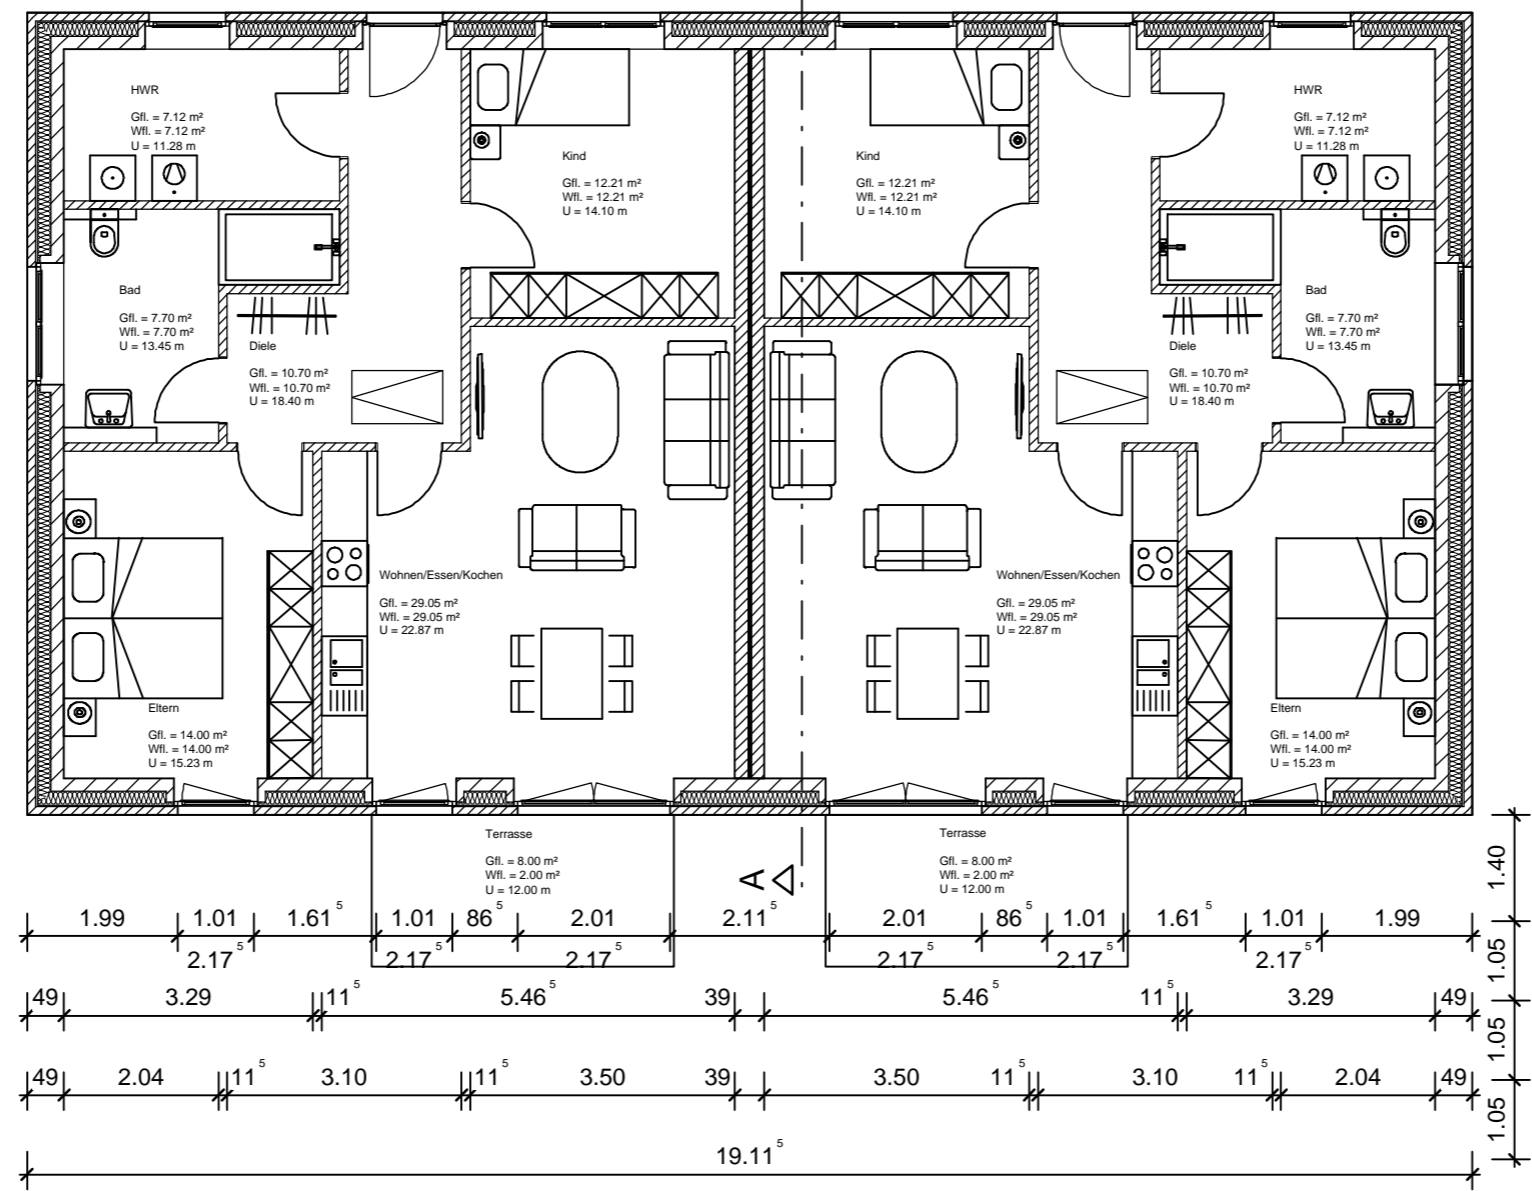 HWR
Gfl. = 7.12 m²
Wfl. = 7.12 m²
U = 11.28 m
Kind
Gfl. = 12.21 m²
Wfl. = 12.21 m²
U = 14.10 m
Kind
Gfl. = 12.21 m²
Wfl. = 12.21 m²
U = 14.10 m
HWR
Gfl. = 7.12 m²
Wfl. = 7.12 m²
U = 11.28 m
Bad
Gfl. = 7.70 m²
Wfl. = 7.70 m²
U = 13.45 m
Diele
Gfl. = 10.70 m²
Wfl. = 10.70 m²
U = 18.40 m
Diele
Gfl. = 10.70 m²
Wfl. = 10.70 m²
U = 18.40 m
Bad
Gfl. = 7.70 m²
Wfl. = 7.70 m²
U = 13.45 m
Wohnen/Essen/Kochen
Gfl. = 29.05 m²
Wfl. = 29.05 m²
U = 22.87 m
Wohnen/Essen/Kochen
Gfl. = 29.05 m²
Wfl. = 29.05 m²
U = 22.87 m
Eltern
Gfl. = 14.00 m²
Wfl. = 14.00 m²
U = 15.23 m
Eltern
Gfl. = 14.00 m²
Wfl. = 14.00 m²
U = 15.23 m
Terrasse
Gfl. = 8.00 m²
Wfl. = 2.00 m²
U = 12.00 m
A
Terrasse
Gfl. = 8.00 m²
Wfl. = 2.00 m²
U = 12.00 m
1.99 1.01 1.61⁵ 1.01 86⁵ 2.01 2.11⁵ 2.01 86⁵ 1.01 1.61⁵ 1.01 1.99
2.17⁵ 2.17⁵ 2.17⁵ 2.17⁵ 2.17⁵ 2.17⁵
49 3.29 11⁵ 5.46⁵ 39 5.46⁵ 11⁵ 3.29 49
49 2.04 11⁵ 3.10 11⁵ 3.50 39 3.50 11⁵ 3.10 11⁵ 2.04 49
19.11⁵
1.40
1.05
1.05
1.05